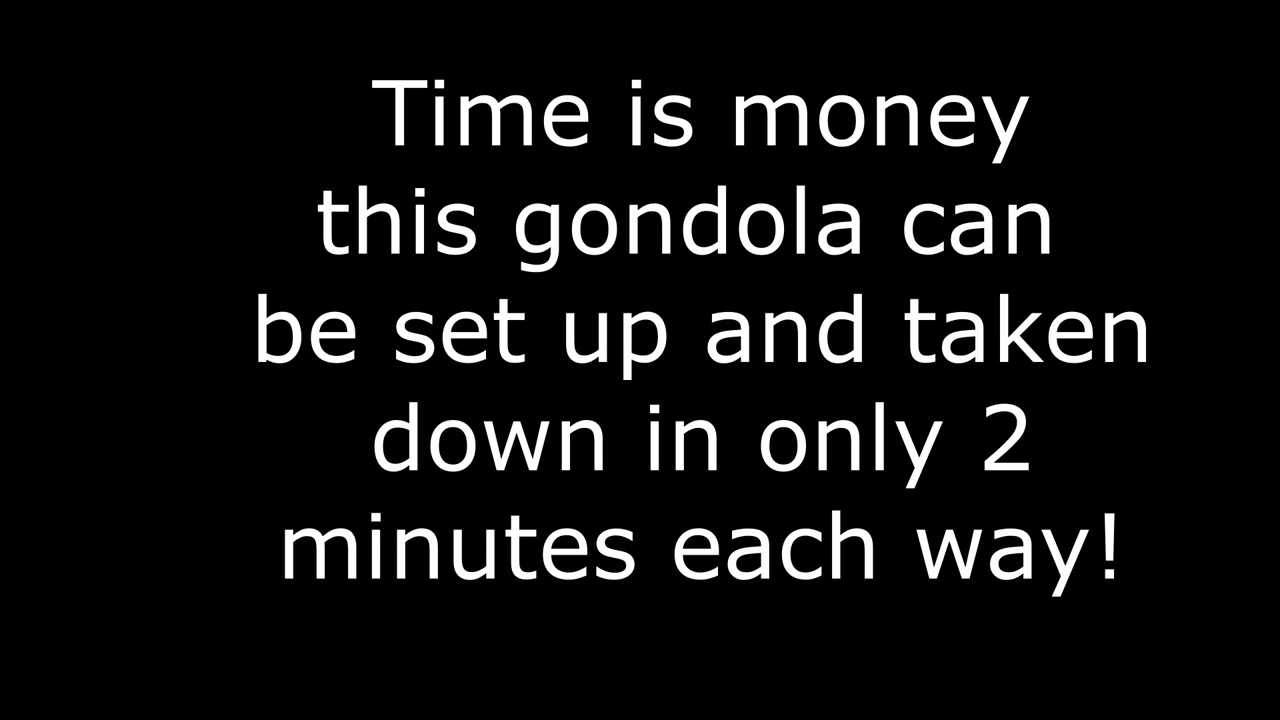 Time is money
this gondola can
be set up and taken
down in only 2
minutes each way!